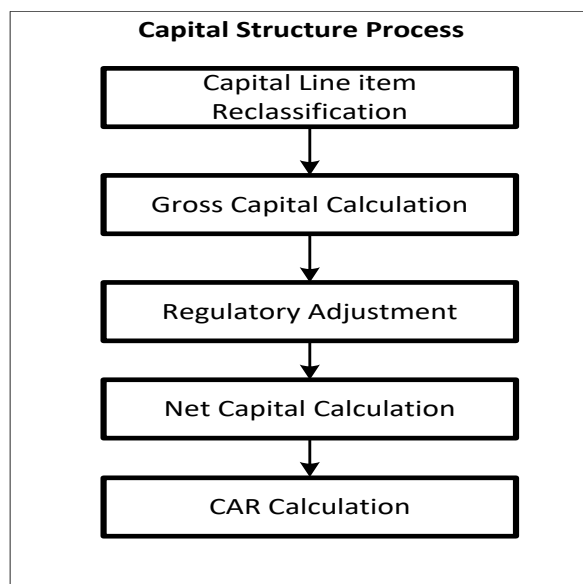 Capital Structure Process
Capital Line item
Reclassification
Gross Capital Calculation
Regulatory Adjustment
Net Capital Calculation
CAR Calculation